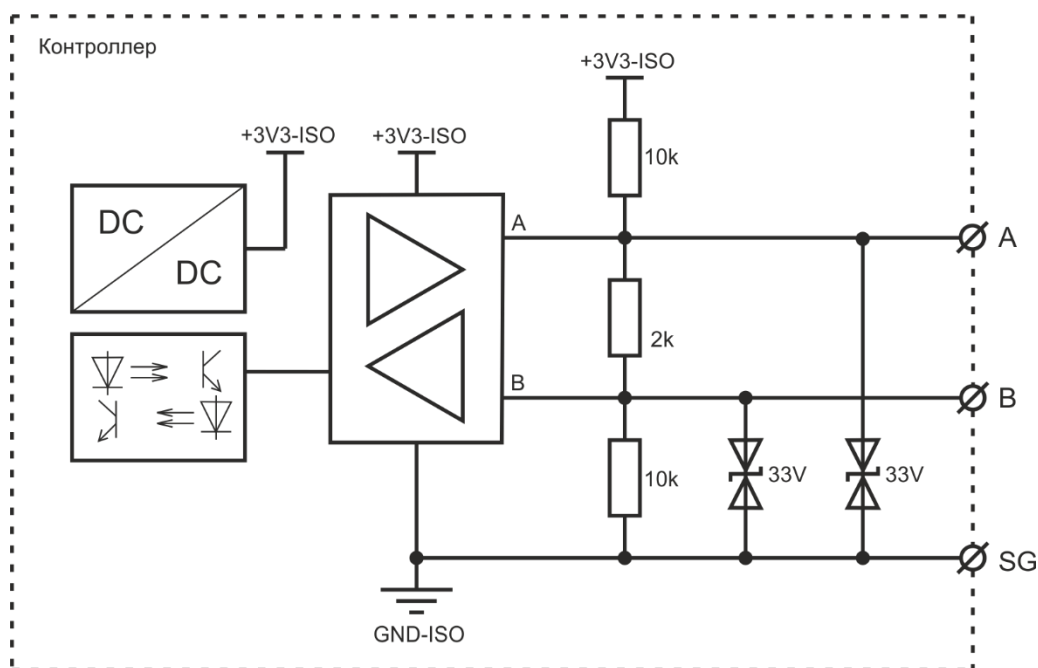 Контроллер
+3V3-ISO
+3V3-ISO
+3V3-ISO
10k
DC
DC
A
A
2k
B
B
10k
33V
33V
SG
GND-ISO